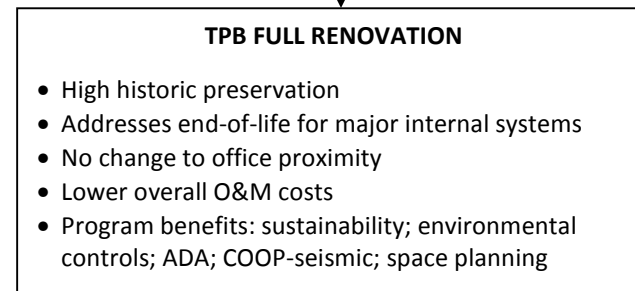 TPB FULL RENOVATION
• High historic preservation
• Addresses end-of-life for major internal systems
• No change to office proximity
• Lower overall O&M costs
• Program benefits: sustainability; environmental
controls; ADA; COOP-seismic; space planning